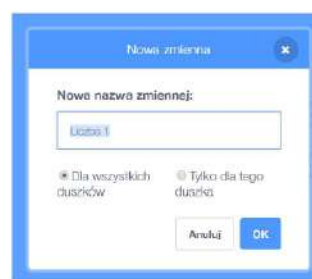 Nowa zmienna
Nowa nazwa zmiennej:
Liczba 1
Dla wszystkich duszków
Tylko dla tego duszka
Anuluj
OK